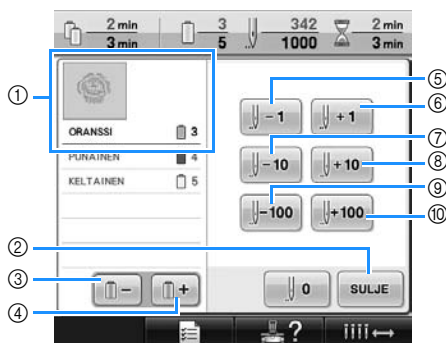 2 min 3 342 2 min
3 min 5 1000 3 min
① ⑤
⑥
ORANSSI 3 - 1 + 1
PUNAINEN 4 ⑦
KELTAINEN 5 - 10 + 10 ⑧
⑨
-100 +100 ⑩
②
③ - + 0 SULJE
④
?